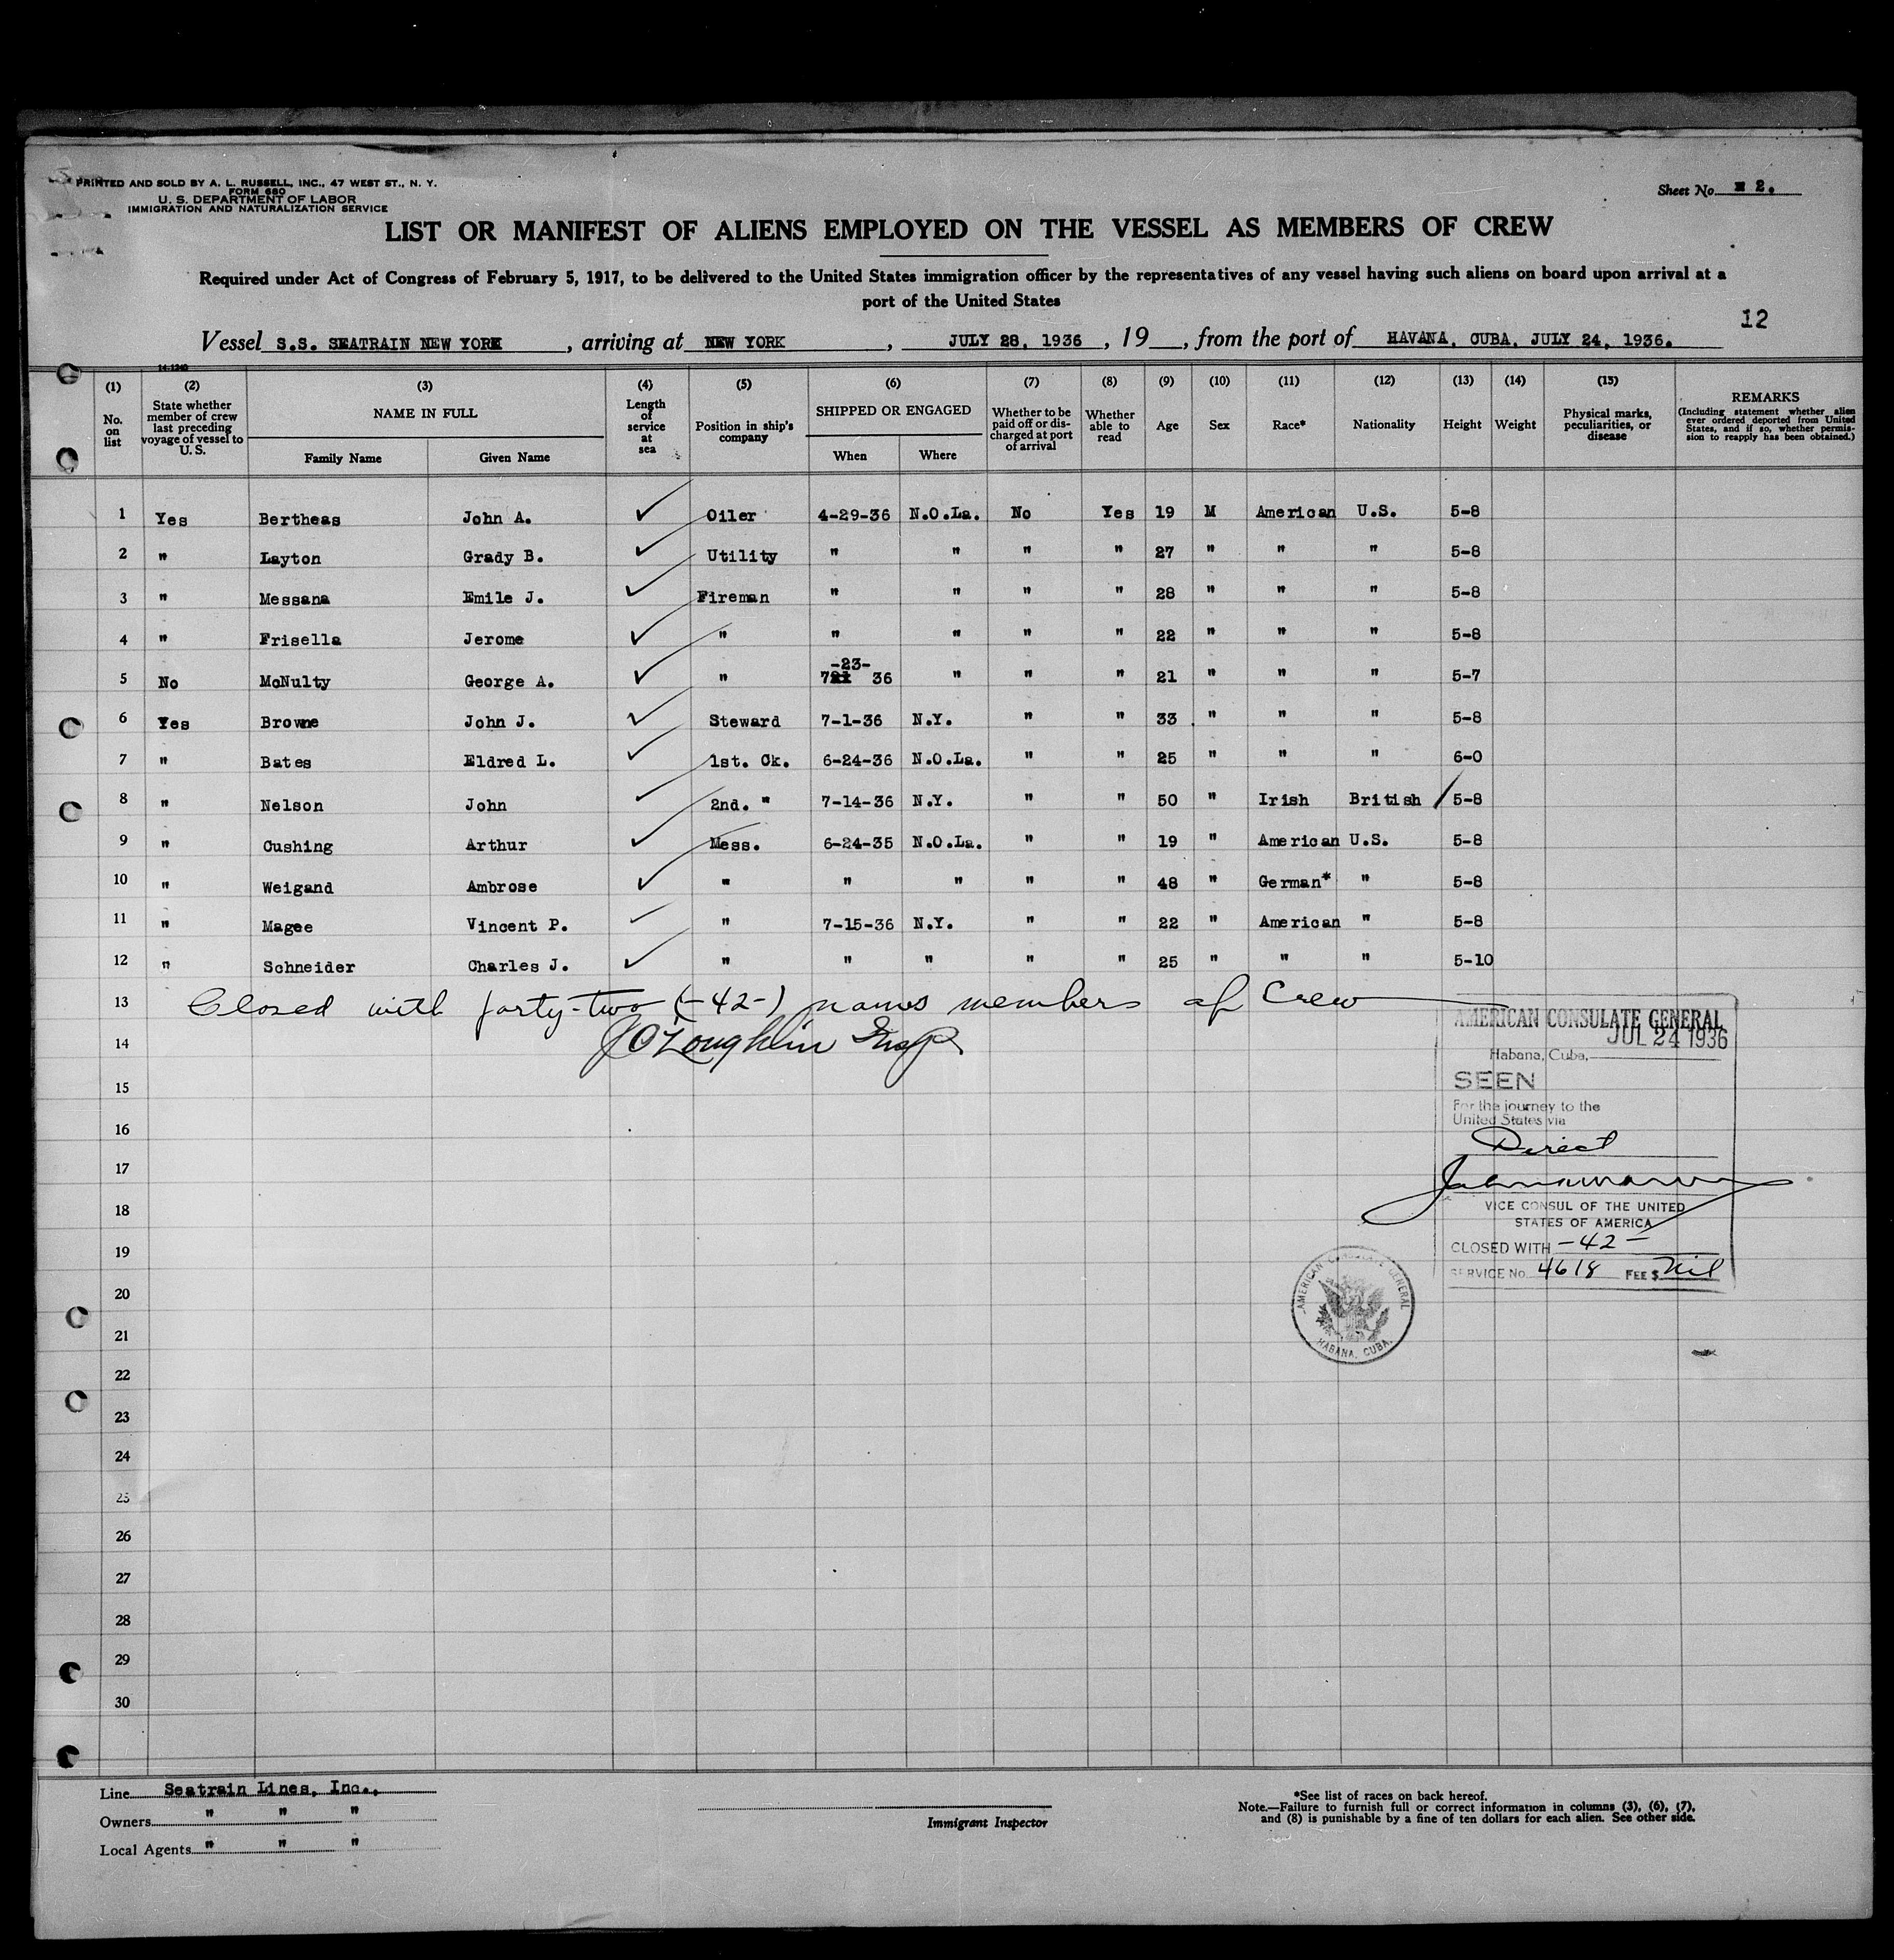 PRINTED AND SOLD BY A. L. RUSSELL, INC., 47 WEST ST., N. Y.
FORM 680
U. S. DEPARTMENT OF LABOR
IMMIGRATION AND NATURALIZATION SERVICE
Sheet No. 2.
LIST OR MANIFEST OF ALIENS EMPLOYED ON THE VESSEL AS MEMBERS OF CREW
Required under Act of Congress of February 5, 1917, to be delivered to the United States immigration officer by the representatives of any vessel having such aliens on board upon arrival at a
port of the United States
12
Vessel S.S. SEATRAIN NEW YORK , arriving at NEW YORK , JULY 28, 1936 , 19 , from the port of HAVANA, CUBA, JULY 24, 1936.
14-1240
(1) (2) (3) (4) (5) (6) (7) (8) (9) (10) (11) (12) (13) (14) (15) REMARKS
No. on list State whether member of crew last preceding voyage of vessel to U. S. NAME IN FULL Length of service at sea Position in ship's company SHIPPED OR ENGAGED Whether to be paid off or discharged at port of arrival Whether able to read Age Sex Race* Nationality Height Weight Physical marks, peculiarities, or disease (Including statement whether alien ever ordered deported from United States, and if so, whether permission to reapply has been obtained.)
Family Name Given Name When Where
1 Yes Bertheas John A. ✓ Oiler 4-29-36 N.O.La. No Yes 19 M American U.S. 5-8
2 " Layton Grady B. ✓ Utility " " " " 27 " " " 5-8
3 " Messana Emile J. ✓ Fireman " " " " 28 " " " 5-8
4 " Frisella Jerome ✓ " " " " " 22 " " " 5-8
5 No McNulty George A. ✓ " 7 -23- 36 " " " 21 " " " 5-7
6 Yes Browne John J. ✓ Steward 7-1-36 N.Y. " " 33 " " " 5-8
7 " Bates Eldred L. ✓ 1st. Ck. 6-24-36 N.O.La. " " 25 " " " 6-0
8 " Nelson John ✓ 2nd. " 7-14-36 N.Y. " " 50 " Irish British / 5-8
9 " Cushing Arthur ✓ Mess. 6-24-35 N.O.La. " " 19 " American U.S. 5-8
10 " Weigand Ambrose ✓ " " " " " 48 " German* " 5-8
11 " Magee Vincent P. ✓ " 7-15-36 N.Y. " " 22 " American " 5-8
12 " Schneider Charles J. ✓ " " " " " 25 " " " 5-10
13 Closed with forty-two (-42-) names members of Crew
14 J O'Loughlin Insp
15
16
17
18
19
20
21
22
23
24
25
26
27
28
29
30
AMERICAN CONSULATE GENERAL
JUL 24 1936
Habana, Cuba,
SEEN
For the journey to the
United States via
Direct
VICE CONSUL OF THE UNITED
STATES OF AMERICA
CLOSED WITH -42-
SERVICE No. 4618 FEE $ Nil
AMERICAN CONSULATE GENERAL
HABANA, CUBA.
Line Seatrain Lines, Inc.,
Owners " " "
Local Agents " " "
Immigrant Inspector
*See list of races on back hereof.
Note.—Failure to furnish full or correct information in columns (3), (6), (7),
and (8) is punishable by a fine of ten dollars for each alien. See other side.